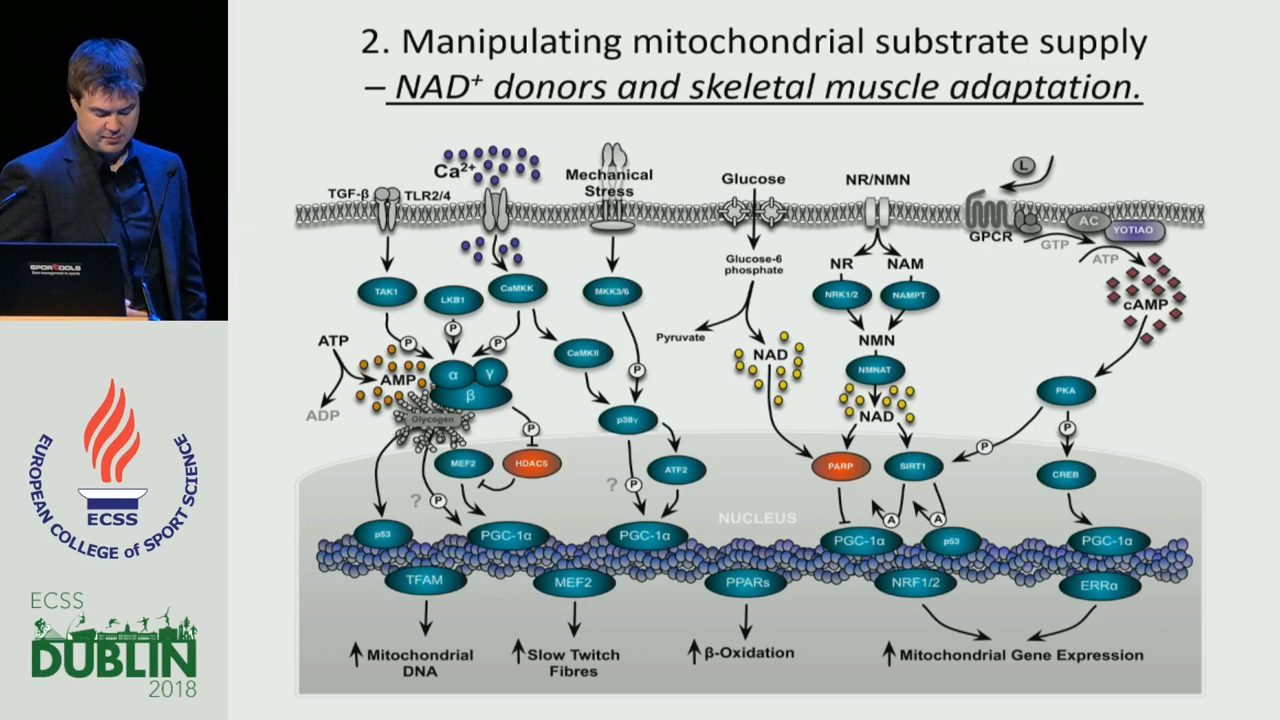 2. Manipulating mitochondrial substrate supply
– NAD⁺ donors and skeletal muscle adaptation.
Ca²⁺
Mechanical
Stress
Glucose
NR/NMN
L
TGF-β
TLR2/4
GPCR
AC
YOTIAO
GTP
ATP
Glucose-6
phosphate
NR
NAM
TAK1
LKB1
CaMKK
MKK3/6
NRK1/2
NAMPT
cAMP
P
P
P
ATP
Pyruvate
NMN
CaMKII
NAD
AMP
α
γ
β
P
NMNAT
PKA
ADP
Glycogen
p38γ
NAD
P
P
P
MEF2
HDAC5
ATF2
PARP
SIRT1
CREB
?
P
?
P
NUCLEUS
A
A
p53
PGC-1α
PGC-1α
PGC-1α
p53
PGC-1α
TFAM
MEF2
PPARs
NRF1/2
ERRα
Mitochondrial
DNA
Slow Twitch
Fibres
β-Oxidation
Mitochondrial Gene Expression
SPORTOOLS
EUROPEAN COLLEGE of SPORT SCIENCE
ECSS
ECSS
DUBLIN
2018